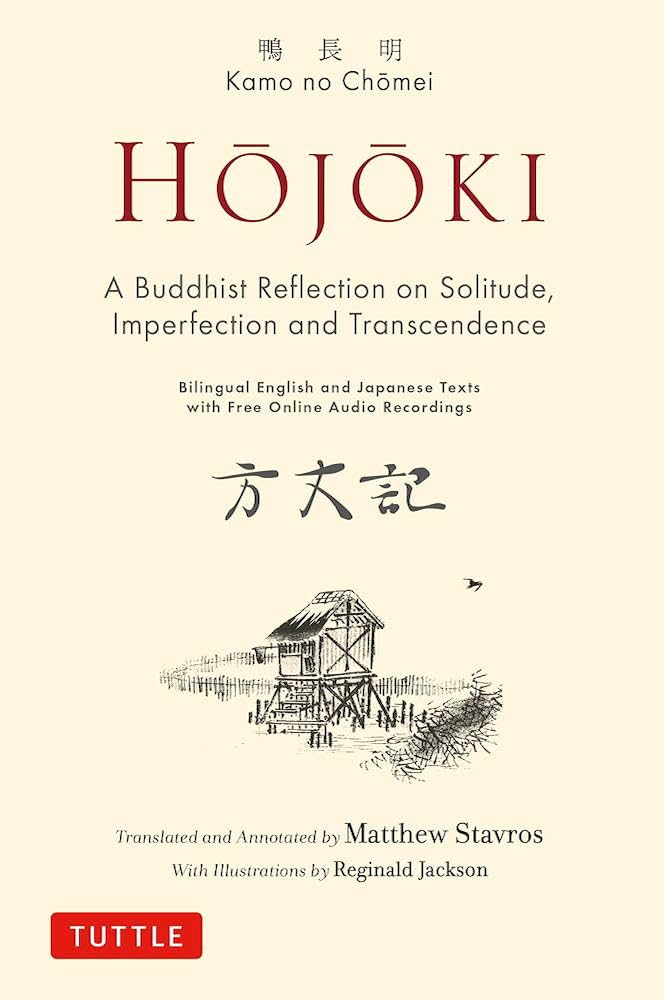 鴨 長 明
Kamo no Chōmei
HŌJŌKI
A Buddhist Reflection on Solitude,
Imperfection and Transcendence
Bilingual English and Japanese Texts
with Free Online Audio Recordings
方丈記
Translated and Annotated by Matthew Stavros
With Illustrations by Reginald Jackson
TUTTLE